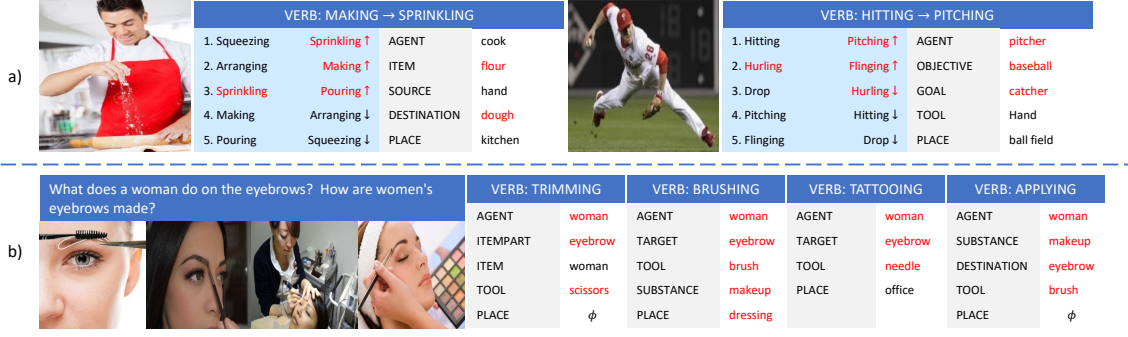 a)
VERB: MAKING → SPRINKLING
1. Squeezing Sprinkling ↑ AGENT cook
2. Arranging Making ↑ ITEM flour
3. Sprinkling Pouring ↑ SOURCE hand
4. Making Arranging ↓ DESTINATION dough
5. Pouring Squeezing ↓ PLACE kitchen
28
VERB: HITTING → PITCHING
1. Hitting Pitching ↑ AGENT pitcher
2. Hurling Flinging ↑ OBJECTIVE baseball
3. Drop Hurling ↓ GOAL catcher
4. Pitching Hitting ↓ TOOL Hand
5. Flinging Drop ↓ PLACE ball field
b)
What does a woman do on the eyebrows? How are women's
eyebrows made?
VERB: TRIMMING
AGENT woman
ITEMPART eyebrow
ITEM woman
TOOL scissors
PLACE ϕ
VERB: BRUSHING
AGENT woman
TARGET eyebrow
TOOL brush
SUBSTANCE makeup
PLACE dressing
VERB: TATTOOING
AGENT woman
TARGET eyebrow
TOOL needle
PLACE office
VERB: APPLYING
AGENT woman
SUBSTANCE makeup
DESTINATION eyebrow
TOOL brush
PLACE ϕ